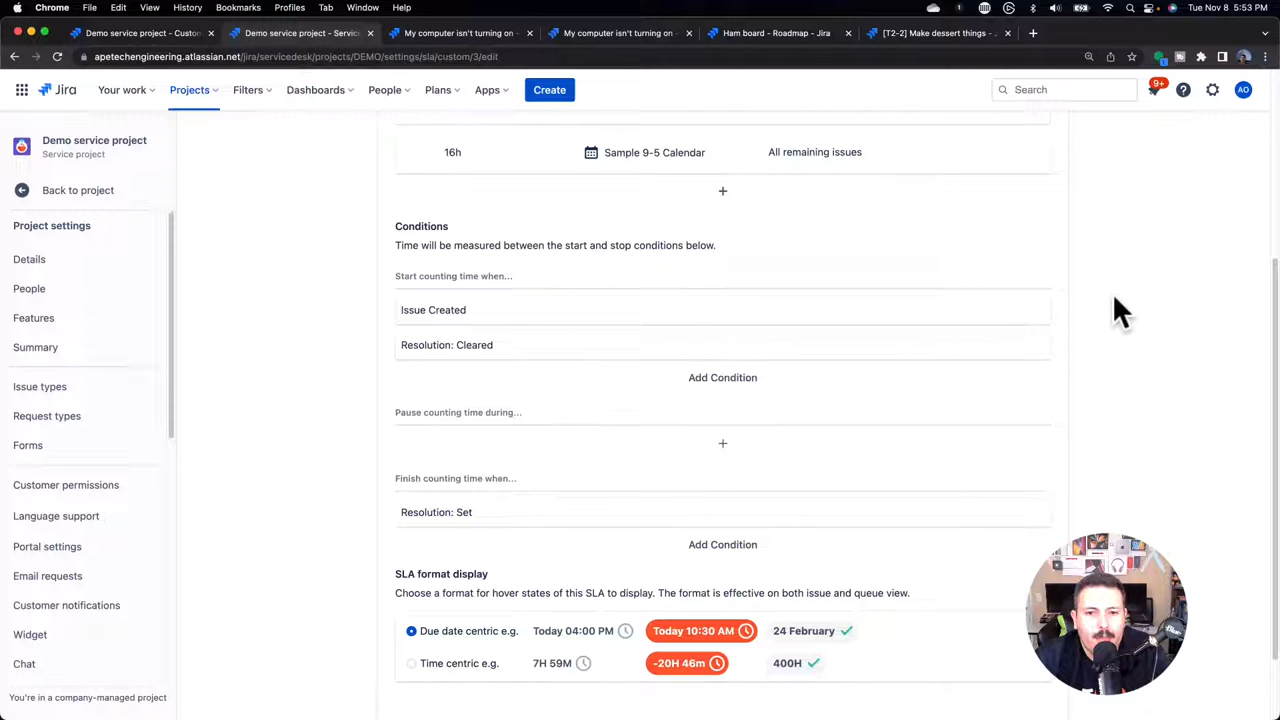 Chrome File Edit View History Bookmarks Profiles Tab Window Help Tue Nov 8 5:53 PM
Demo service project - Custom
Demo service project - Servic
My computer isn't turning on -
My computer isn't turning on -
Ham board - Roadmap - Jira
[T2-2] Make dessert things -
apetechengineering.atlassian.net/jira/servicedesk/projects/DEMO/settings/sla/custom/3/edit
Jira Your work Projects Filters Dashboards People Plans Apps Create Search 9+ AO
Demo service project
Service project
Back to project
Project settings
Details
People
Features
Summary
Issue types
Request types
Forms
Customer permissions
Language support
Portal settings
Email requests
Customer notifications
Widget
Chat
You're in a company-managed project
16h Sample 9-5 Calendar All remaining issues
Conditions
Time will be measured between the start and stop conditions below.
Start counting time when...
Issue Created
Resolution: Cleared
Add Condition
Pause counting time during...
Finish counting time when...
Resolution: Set
Add Condition
SLA format display
Choose a format for hover states of this SLA to display. The format is effective on both issue and queue view.
Due date centric e.g. Today 04:00 PM Today 10:30 AM 24 February
Time centric e.g. 7H 59M -20H 46m 400H